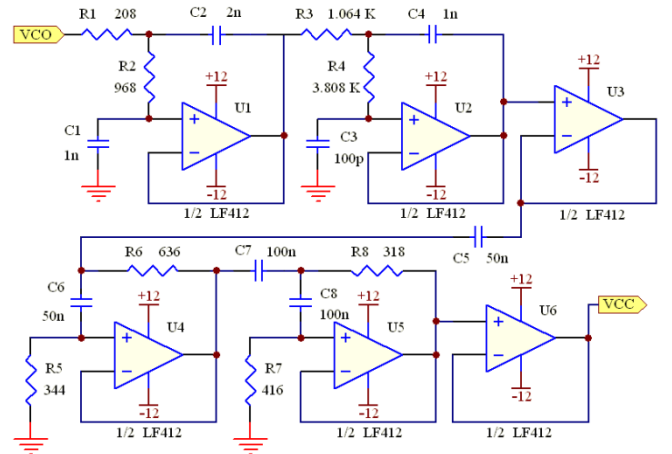 R1 208
C2 2n
R3 1.064 K
C4 1n
VCO
R2
968
+12
U1
R4
3.808 K
+12
U2
+12
U3
C1
1n
+
−
C3
100p
+
−
+
−
-12
-12
-12
1/2 LF412
1/2 LF412
1/2 LF412
R6 636
C7
100n
R8 318
C5
50n
C6
50n
+12
U4
C8
100n
+12
U5
+12
U6
VCC
+
−
+
−
+
−
R5
344
R7
416
-12
-12
-12
1/2 LF412
1/2 LF412
1/2 LF412